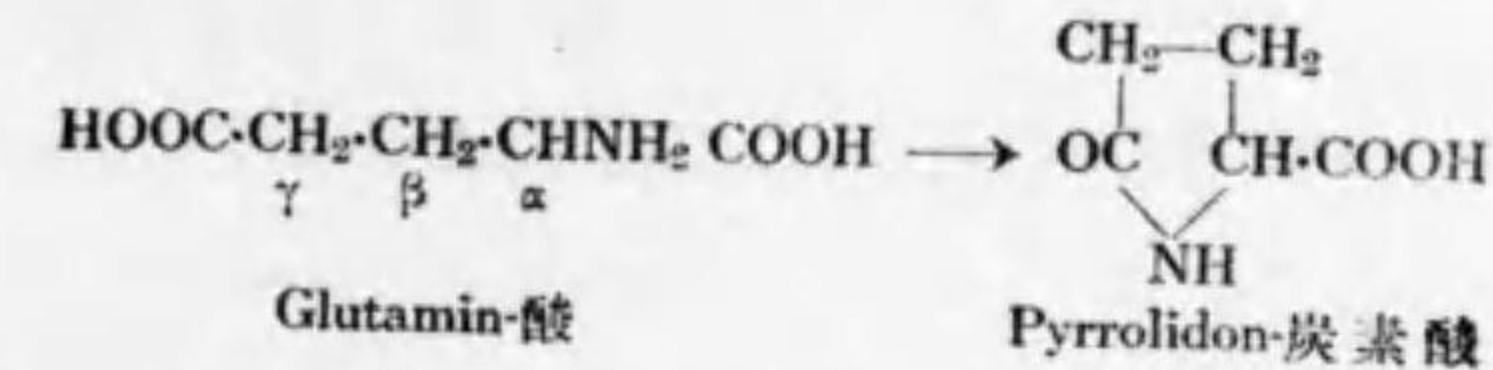 CH₂—CH₂
HOOC·CH₂·CH₂·CHNH₂ COOH → OC CH·COOH
γ β α
NH
Glutamin-酸
Pyrrolidon-炭素酸